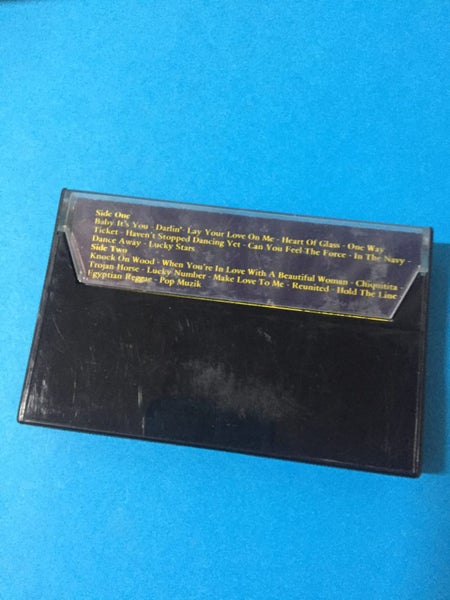 Side One
Baby It's You - Darlin'- Lay Your Love On Me - Heart Of Glass - One Way
Ticket - Haven't Stopped Dancing Yet - Can You Feel The Force - In The Navy -
Dance Away - Lucky Stars
Side Two
Knock On Wood - When You're In Love With A Beautiful Woman - Chiquitita -
Trojan Horse - Lucky Number - Make Love To Me - Reunited - Hold The Line
Egyptian Reggae - Pop Muzik